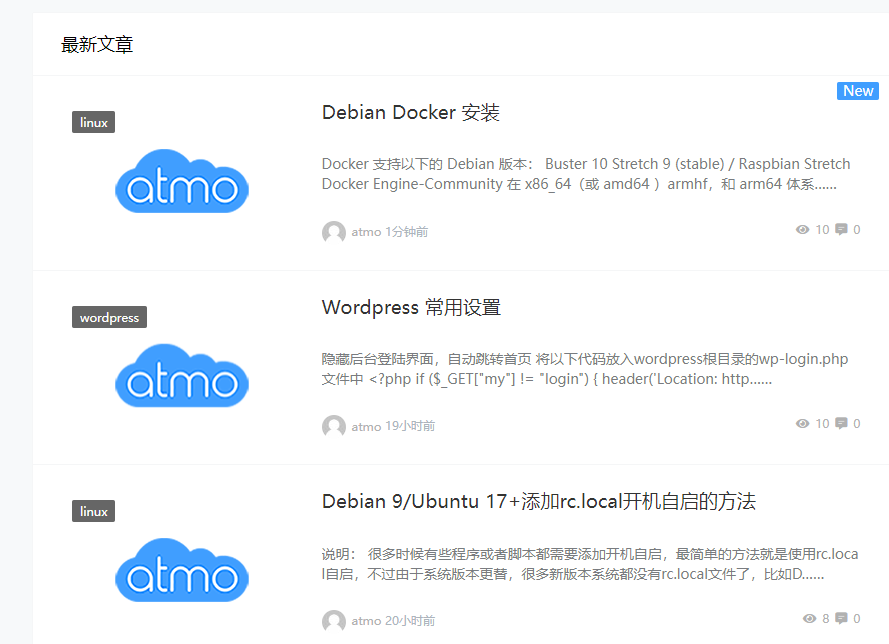 最新文章
New
linux
Debian Docker 安装
atmo
Docker 支持以下的 Debian 版本： Buster 10 Stretch 9 (stable) / Raspbian Stretch
Docker Engine-Community 在 x86_64（或 amd64 ）armhf，和 arm64 体系......
atmo 1分钟前
10 0
wordpress
Wordpress 常用设置
atmo
隐藏后台登陆界面，自动跳转首页 将以下代码放入wordpress根目录的wp-login.php
文件中 <?php if ($_GET["my"] != "login") { header('Location: http......
atmo 19小时前
10 0
linux
Debian 9/Ubuntu 17+添加rc.local开机自启的方法
atmo
说明： 很多时候有些程序或者脚本都需要添加开机自启，最简单的方法就是使用rc.loca
l自启，不过由于系统版本更替，很多新版本系统都没有rc.local文件了，比如D......
atmo 20小时前
8 0